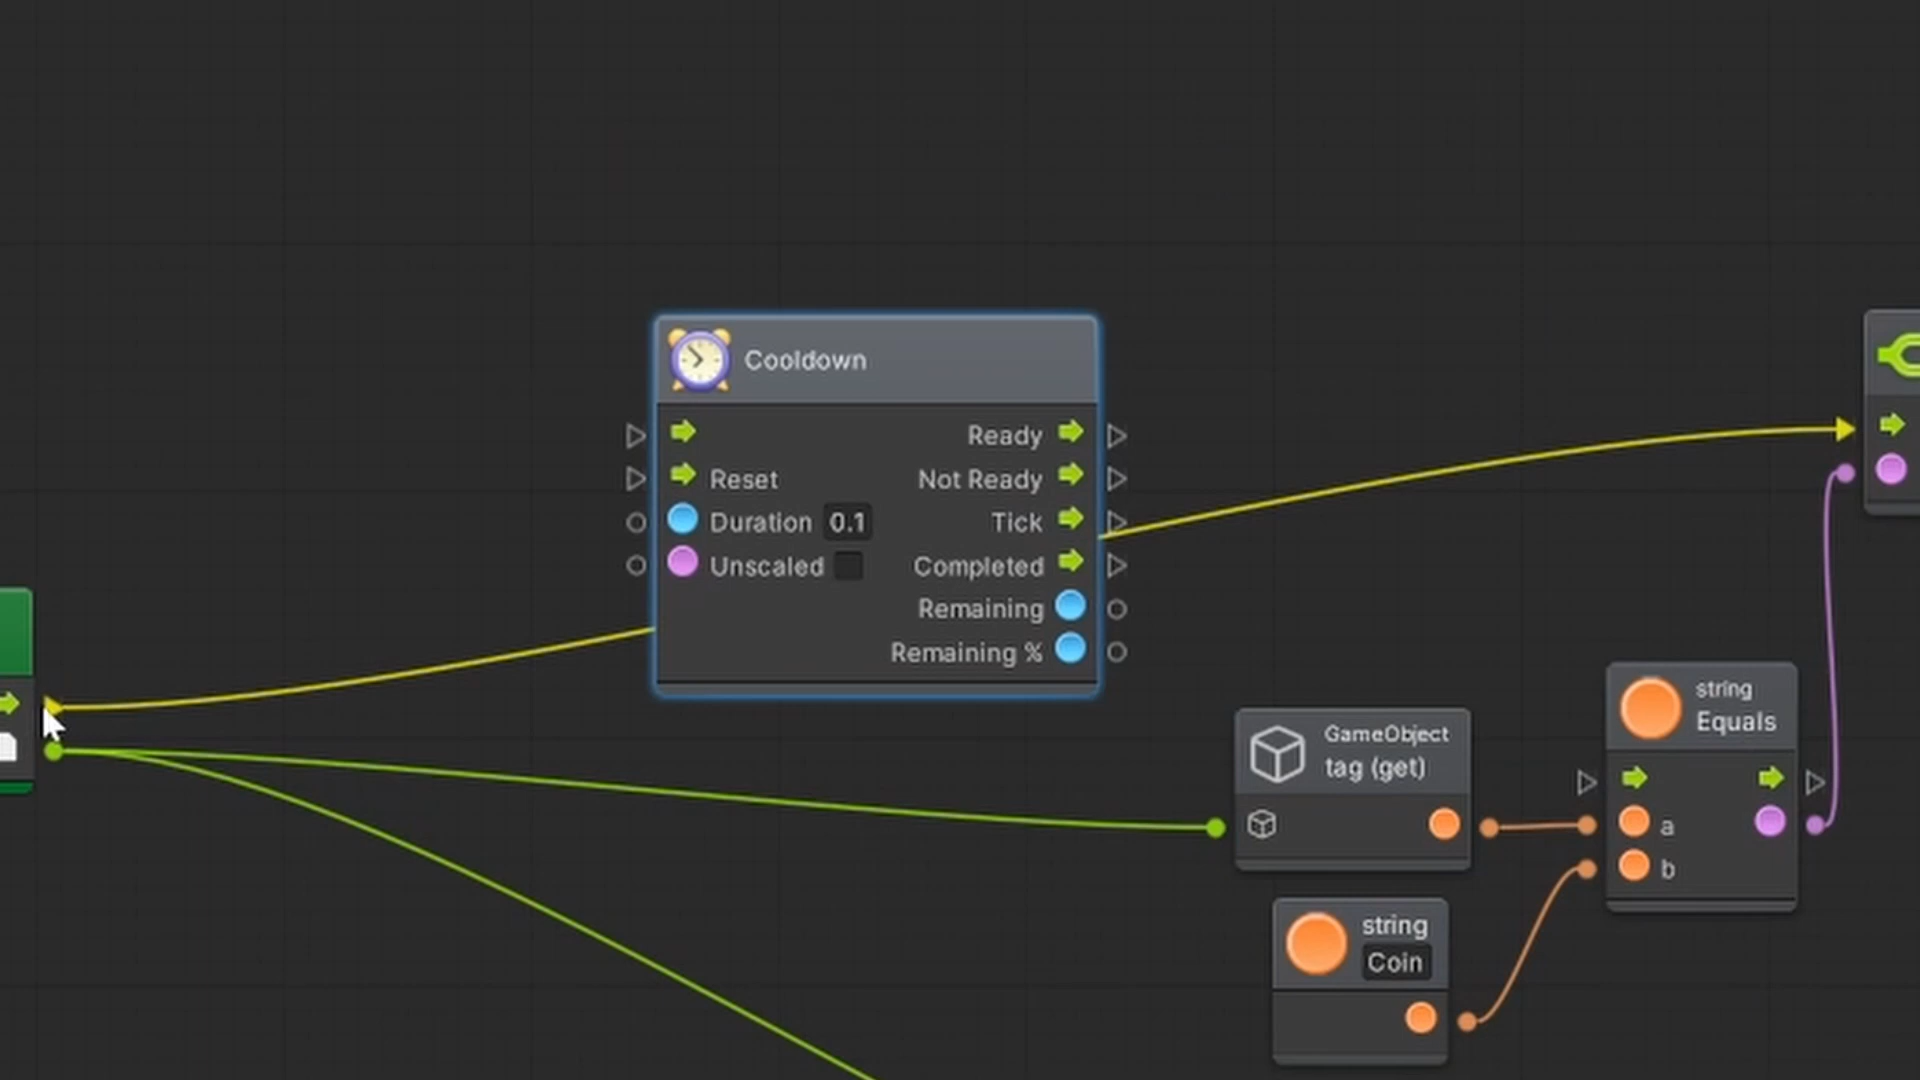 Cooldown
Ready
Reset
Not Ready
Duration 0.1
Tick
Unscaled
Completed
Remaining
Remaining %
GameObject
tag (get)
string
Equals
a
b
string
Coin